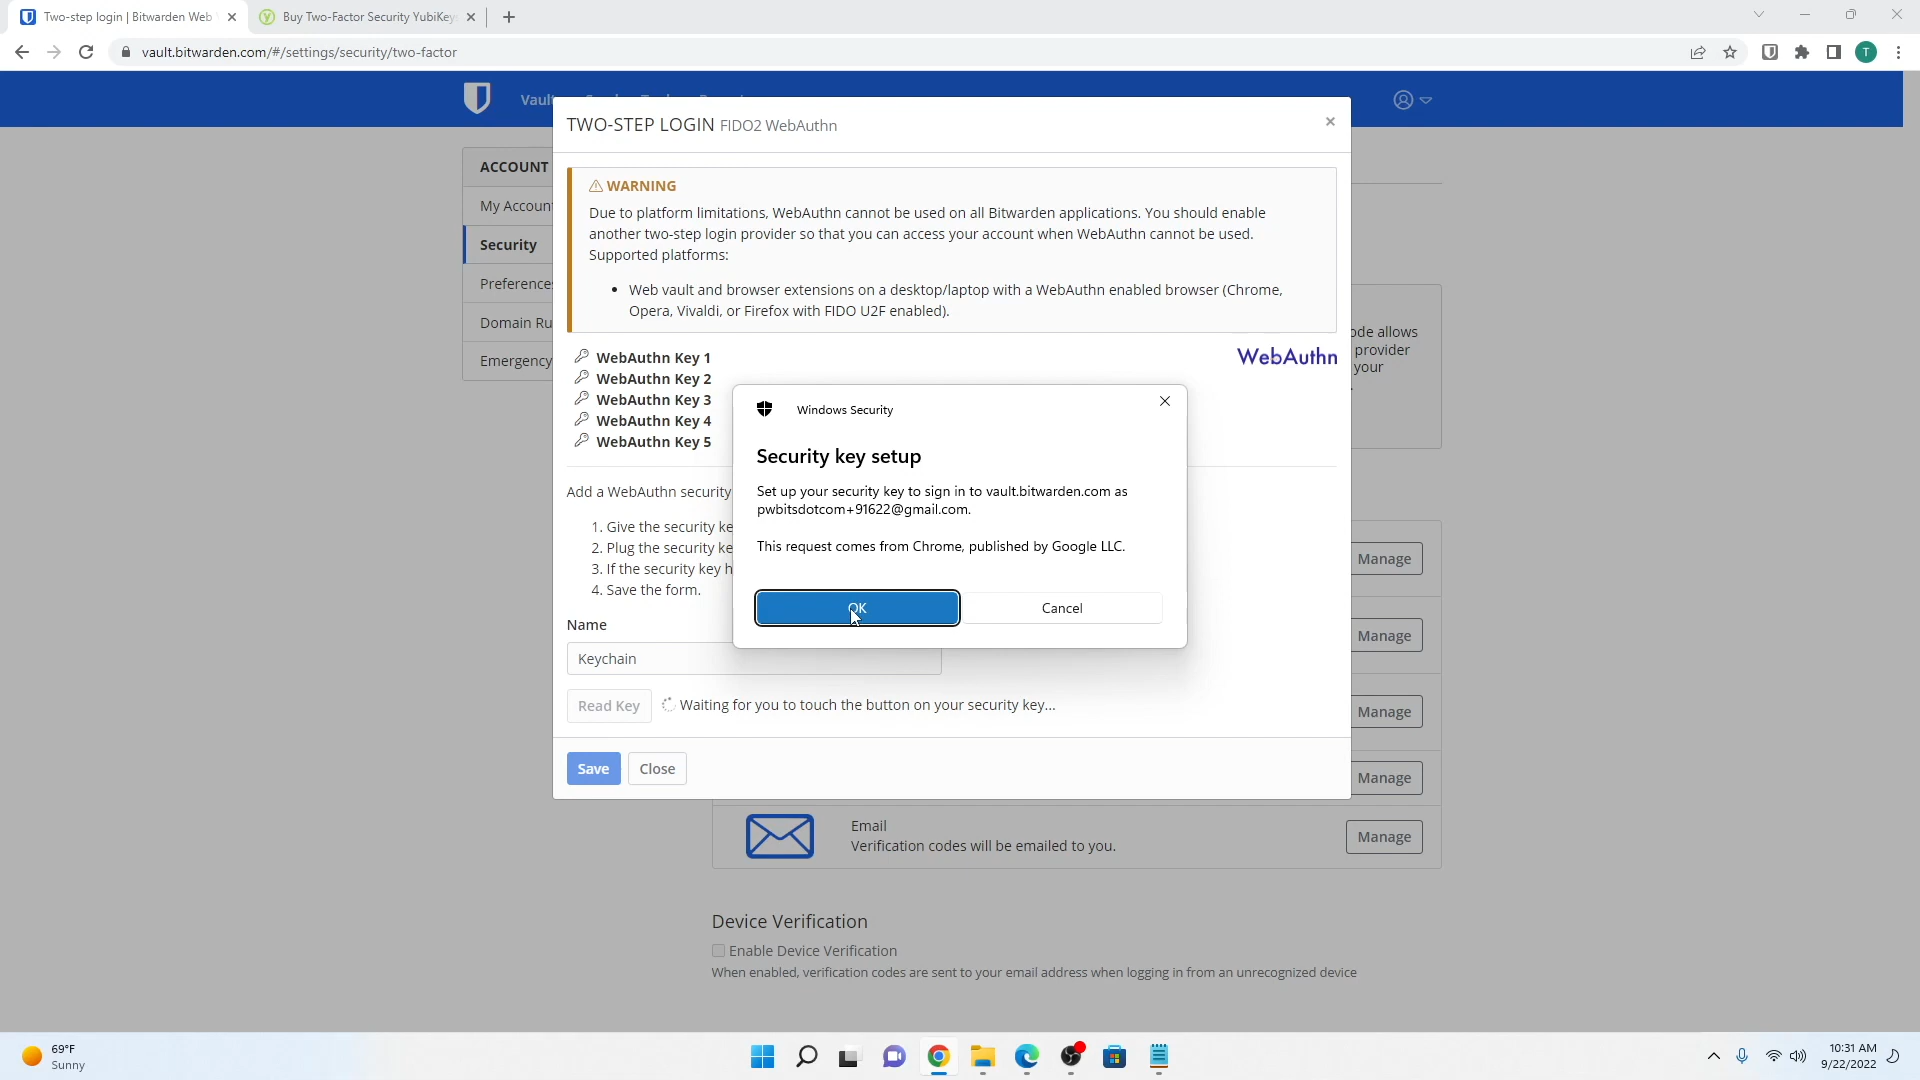 Two-step login | Bitwarden Web
Buy Two-Factor Security YubiKey
vault.bitwarden.com/#/settings/security/two-factor
T
Vault
TWO-STEP LOGIN FIDO2 WebAuthn
ACCOUNT
My Accoun
Security
Preference
Domain Ru
Emergency
WARNING
Due to platform limitations, WebAuthn cannot be used on all Bitwarden applications. You should enable
another two-step login provider so that you can access your account when WebAuthn cannot be used.
Supported platforms:
• Web vault and browser extensions on a desktop/laptop with a WebAuthn enabled browser (Chrome,
Opera, Vivaldi, or Firefox with FIDO U2F enabled).
ode allows
provider
your
WebAuthn Key 1
WebAuthn Key 2
WebAuthn Key 3
WebAuthn Key 4
WebAuthn Key 5
WebAuthn
Windows Security
Security key setup
Set up your security key to sign in to vault.bitwarden.com as
pwbitsdotcom+91622@gmail.com.
This request comes from Chrome, published by Google LLC.
OK
Cancel
Add a WebAuthn security
1. Give the security ke
2. Plug the security ke
3. If the security key h
4. Save the form.
Name
Keychain
Read Key
Waiting for you to touch the button on your security key...
Save
Close
Manage
Manage
Manage
Manage
Email
Verification codes will be emailed to you.
Manage
Device Verification
Enable Device Verification
When enabled, verification codes are sent to your email address when logging in from an unrecognized device
69°F
Sunny
10:31 AM
9/22/2022